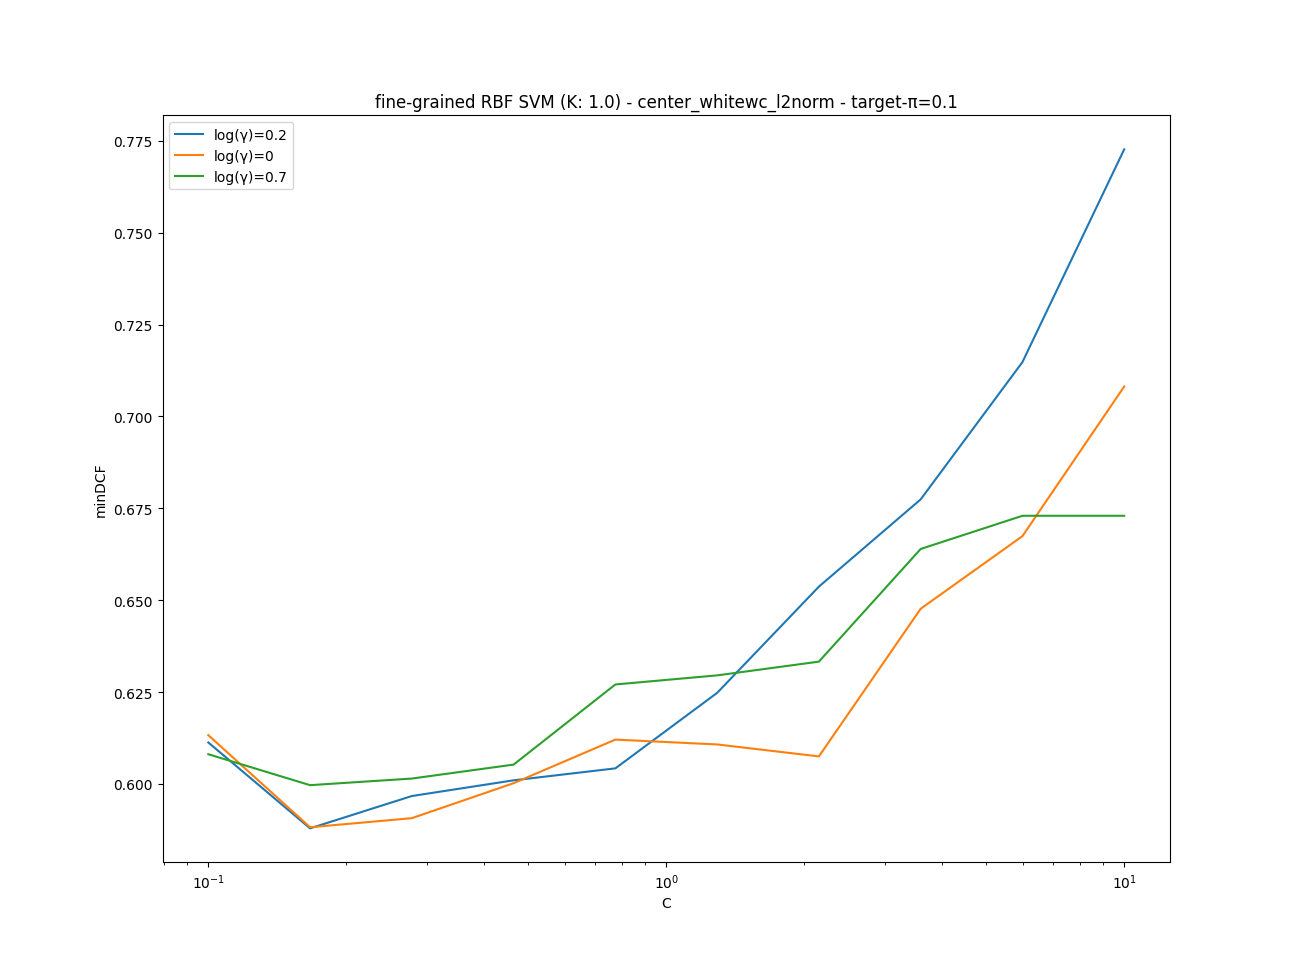 fine-grained RBF SVM (K: 1.0) - center_whitewc_l2norm - target-π=0.1
log(γ)=0.2
log(γ)=0
log(γ)=0.7
0.775
0.750
0.725
0.700
0.675
0.650
0.625
0.600
minDCF
10⁻¹ 10⁰ 10¹
C